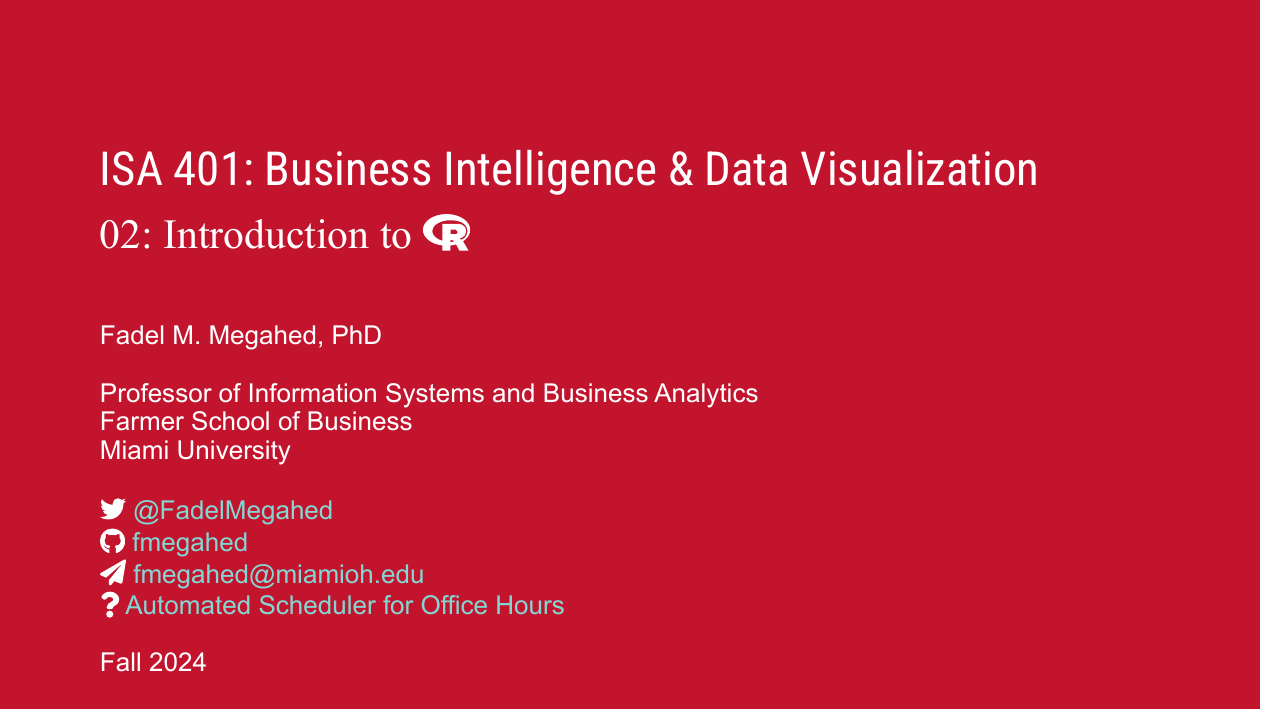 ISA 401: Business Intelligence & Data Visualization
02: Introduction to R
Fadel M. Megahed, PhD
Professor of Information Systems and Business Analytics
Farmer School of Business
Miami University
@FadelMegahed
fmegahed
fmegahed@miamioh.edu
? Automated Scheduler for Office Hours
Fall 2024